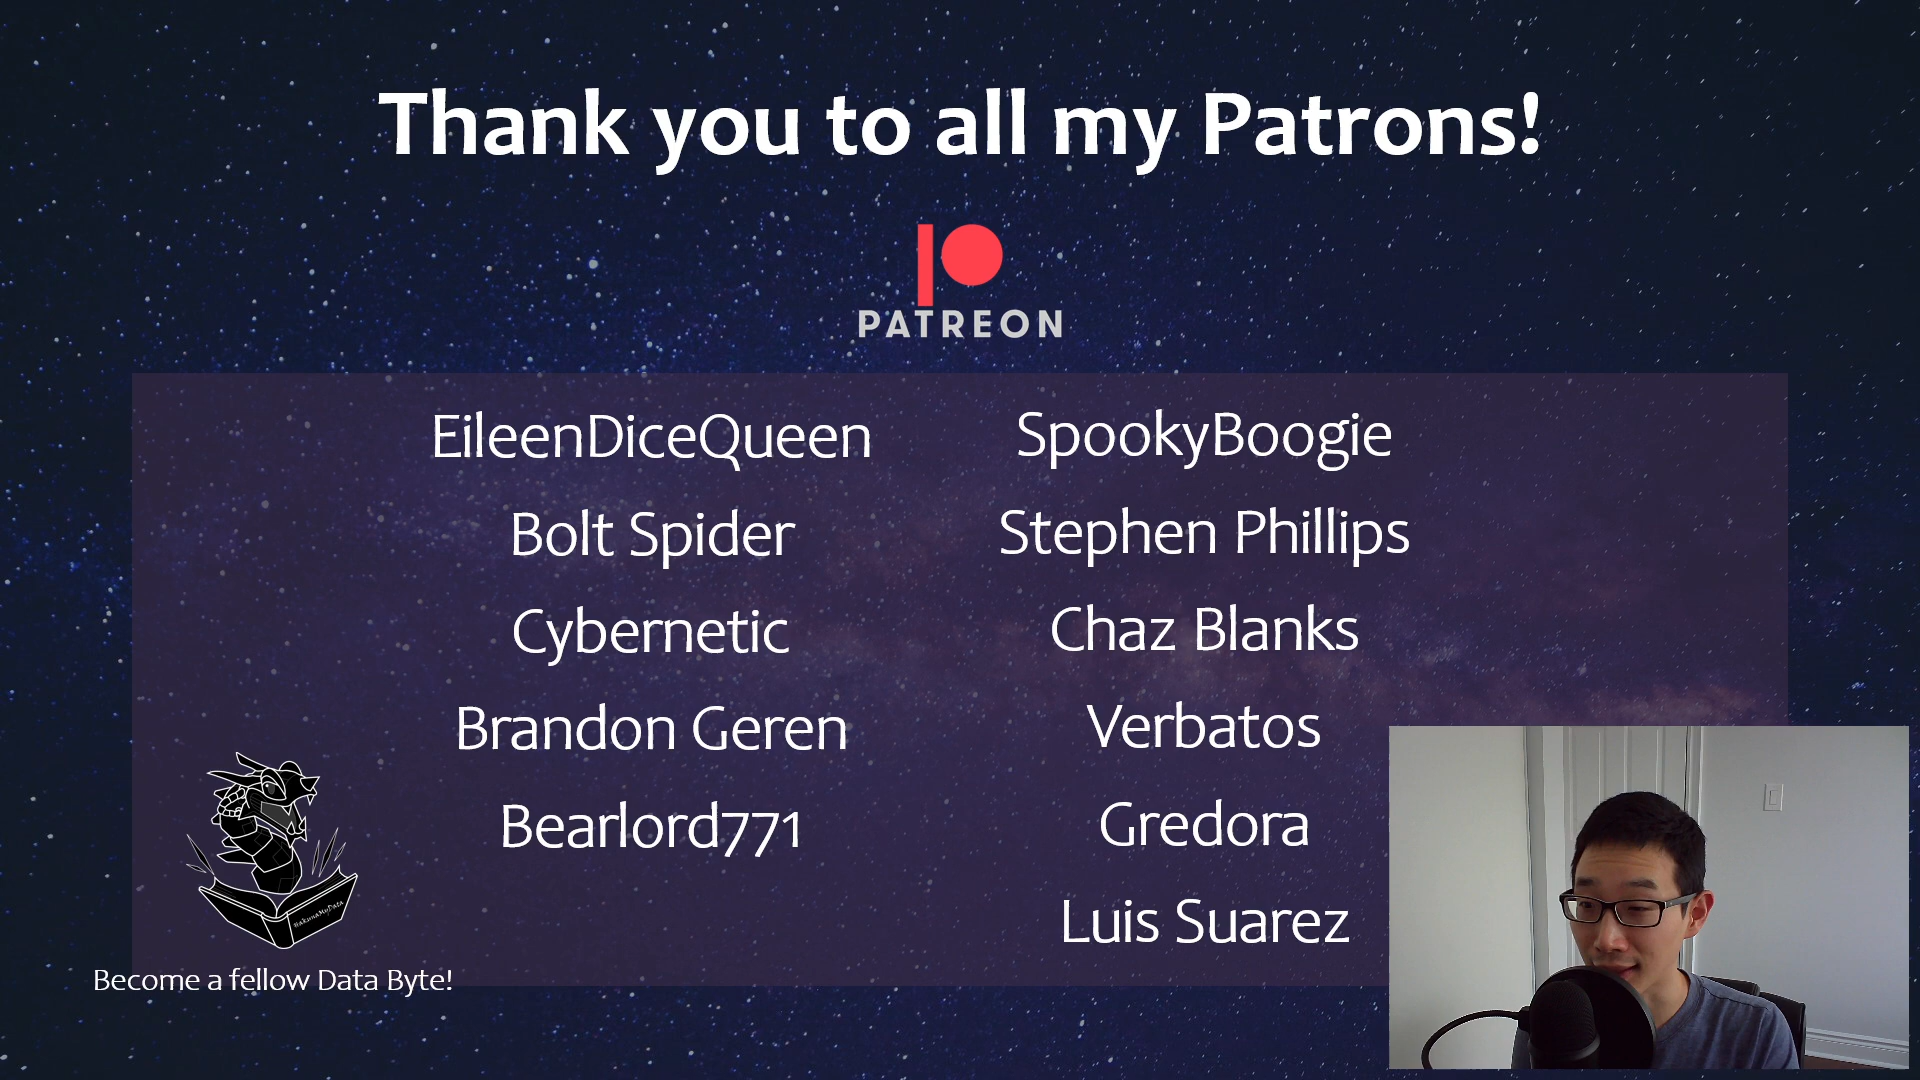 Thank you to all my Patrons!
PATREON
EileenDiceQueen
Bolt Spider
Cybernetic
Brandon Geren
Bearlord771
SpookyBoogie
Stephen Phillips
Chaz Blanks
Verbatos
Gredora
Luis Suarez
HakunaMyData
Become a fellow Data Byte!